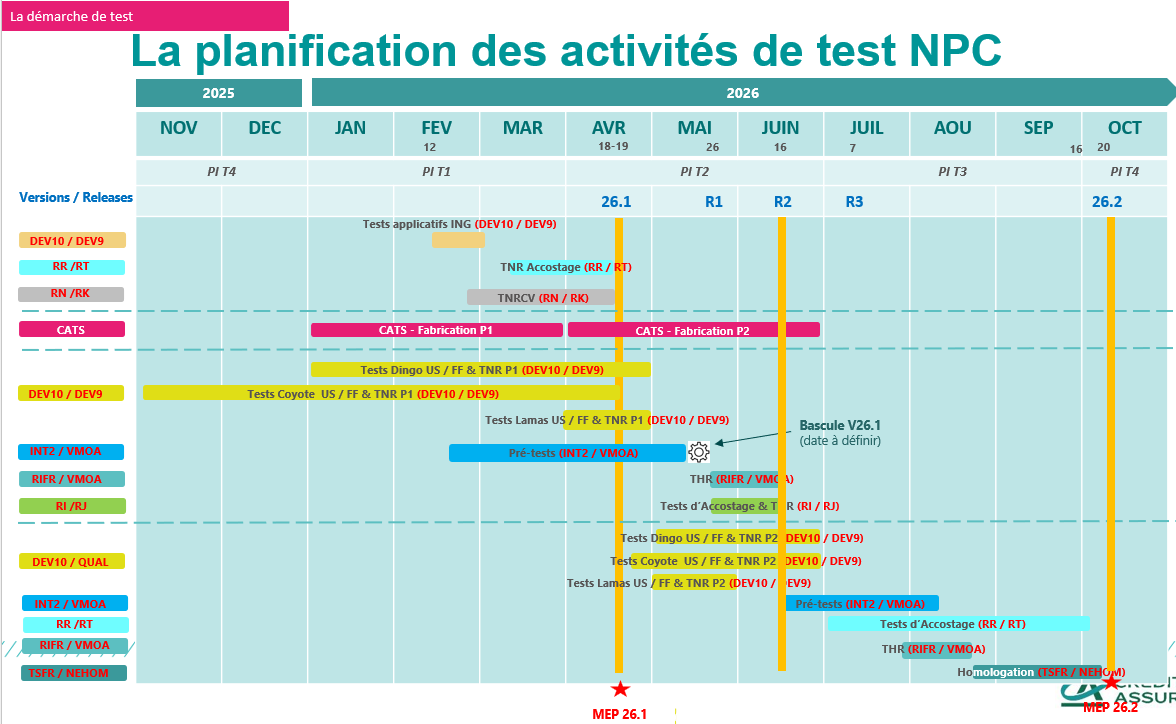 La démarche de test
La planification des activités de test NPC
2025 2026
NOV DEC JAN FEV MAR AVR MAI JUIN JUIL AOU SEP OCT
12 18-19 26 16 7 16 20
PI T4 PI T1 PI T2 PI T3 PI T4
Versions / Releases 26.1 R1 R2 R3 26.2
Tests applicatifs ING (DEV10 / DEV9)
DEV10 / DEV9
RR /RT TNR Accostage (RR / RT)
RN /RK TNRCV (RN / RK)
CATS CATS - Fabrication P1 CATS - Fabrication P2
Tests Dingo US / FF & TNR P1 (DEV10 / DEV9)
DEV10 / DEV9 Tests Coyote US / FF & TNR P1 (DEV10 / DEV9)
Tests Lamas US / FF & TNR P1 (DEV10 / DEV9)
Bascule V26.1
(date à définir)
INT2 / VMOA Pré-tests (INT2 / VMOA)
RIFR / VMOA THR (RIFR / VMOA)
RI /RJ Tests d'Accostage & TNR (RI / RJ)
Tests Dingo US / FF & TNR P2 (DEV10 / DEV9)
DEV10 / QUAL Tests Coyote US / FF & TNR P2 (DEV10 / DEV9)
Tests Lamas US / FF & TNR P2 (DEV10 / DEV9)
INT2 / VMOA Pré-tests (INT2 / VMOA)
RR /RT Tests d'Accostage (RR / RT)
RIFR / VMOA THR (RIFR / VMOA)
TSFR / NEHOM Homologation (TSFR / NEHOM)
CREDIT
ASSUR
MEP 26.1 MEP 26.2